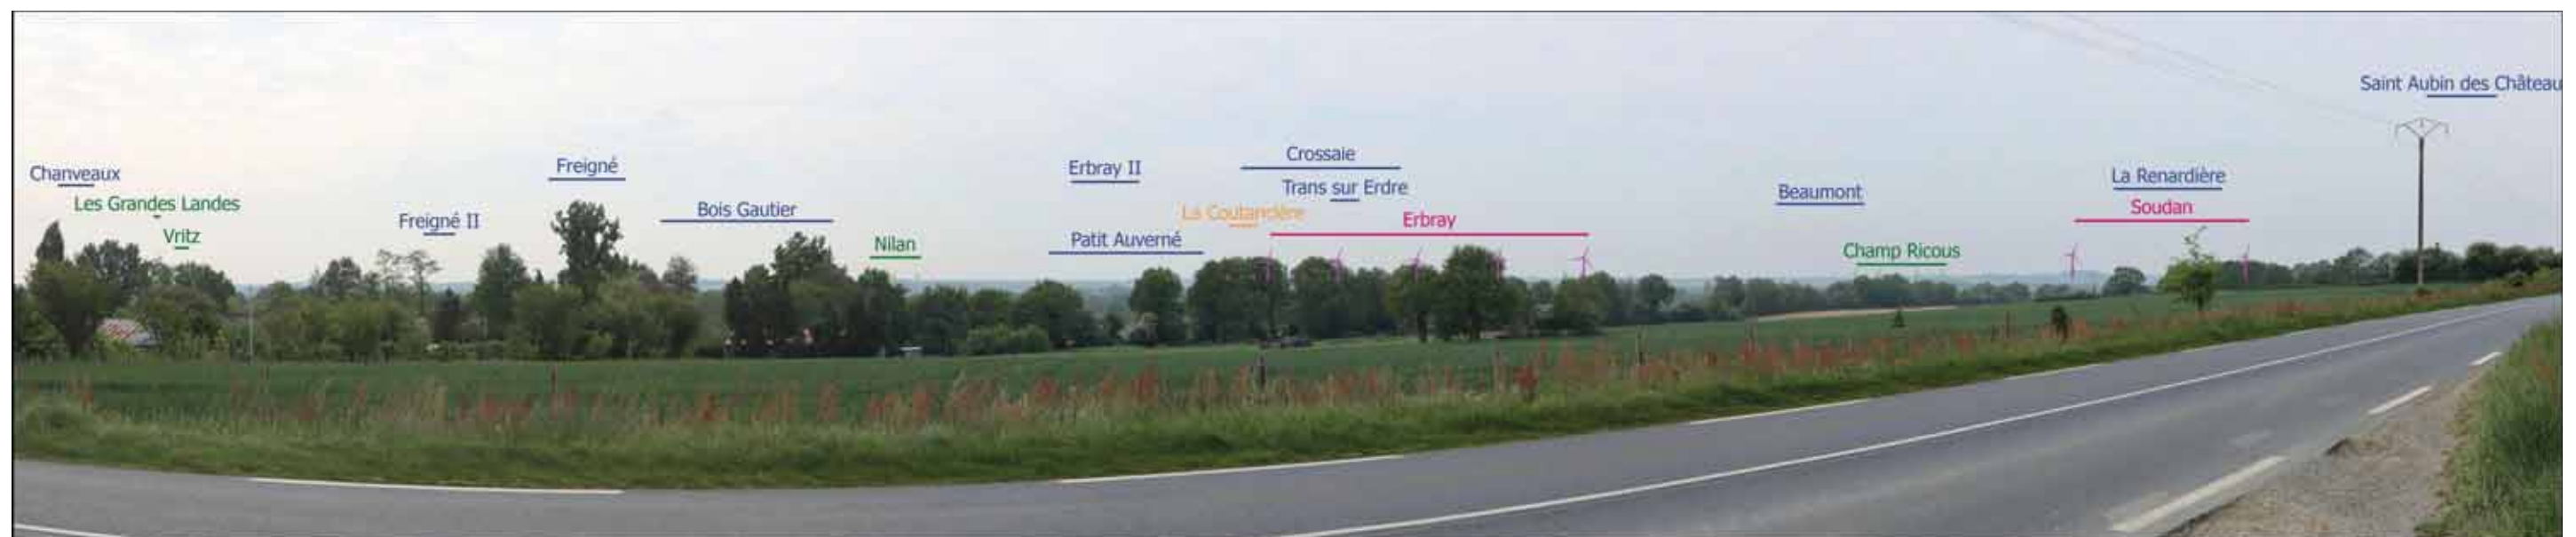 Saint Aubin des Château
Chanveaux
Les Grandes Landes
Vritz
Freigné II
Freigné
Bois Gautier
Nilan
Erbray II
Patit Auverné
Crossaie
Trans sur Erdre
La Coutancière
Erbray
Beaumont
Champ Ricous
La Renardière
Soudan